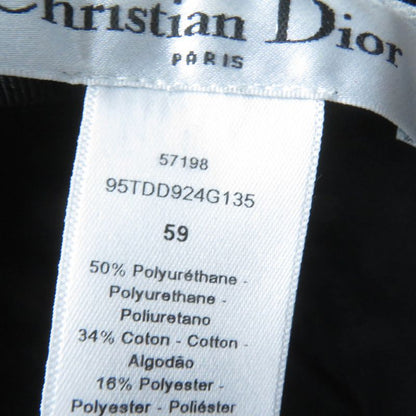 Christian Dior
PARIS
57198
95TDD924G135
59
50% Polyuréthane -
Polyurethane -
Poliuretano
34% Coton - Cotton -
Algodão
16% Polyester -
Polyester - Poliéster